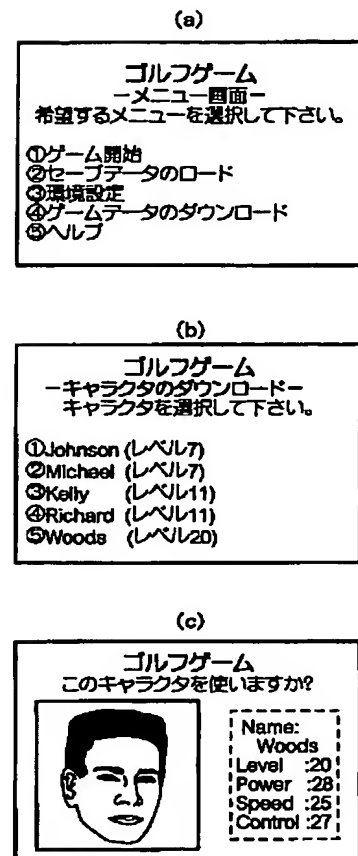 (a)
ゴルフゲーム
－メニュー画面－
希望するメニューを選択して下さい。
①ゲーム開始
②セーブデータのロード
③環境設定
④ゲームデータのダウンロード
⑤ヘルプ
(b)
ゴルフゲーム
－キャラクタのダウンロード－
キャラクタを選択して下さい。
①Johnson (レベル7)
②Michael (レベル7)
③Kelly (レベル11)
④Richard (レベル11)
⑤Woods (レベル20)
(c)
ゴルフゲーム
このキャラクタを使いますか?
Name:
Woods
Level :20
Power :28
Speed :25
Control :27